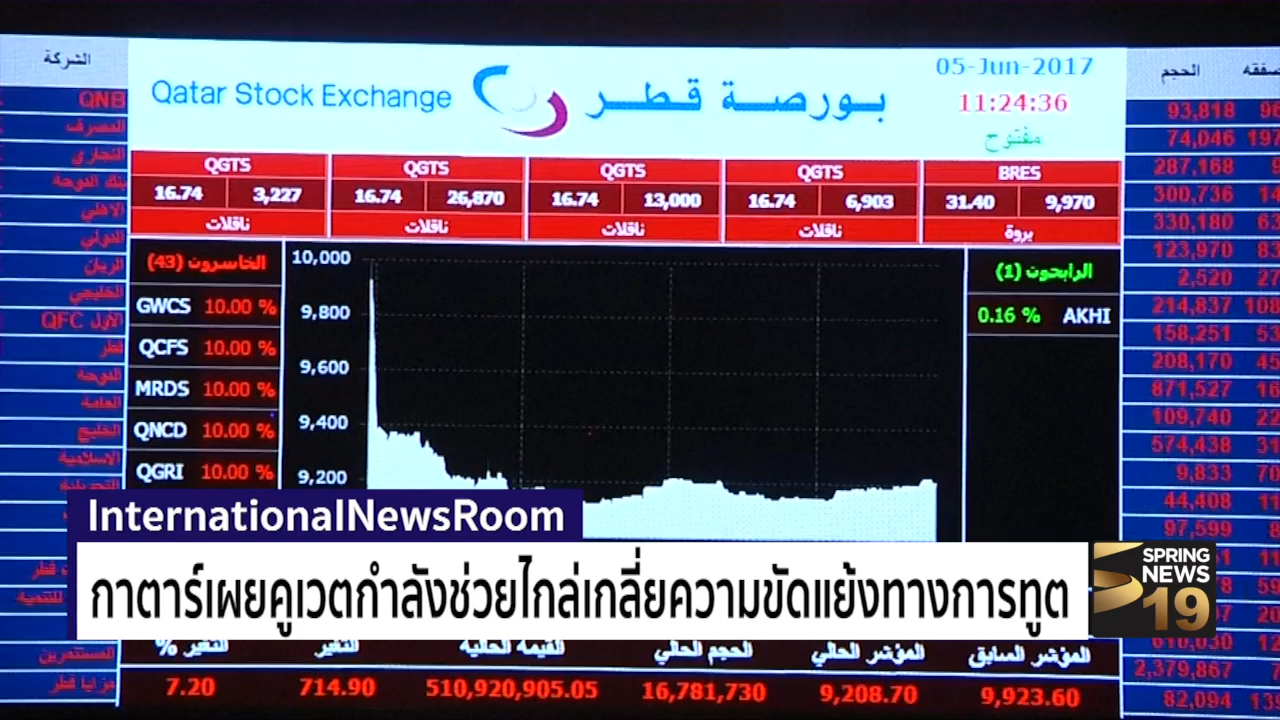 الشركة
QNB
المصرف
التجاري
بنك الدوحة
الاهلي
الدولي
الريان
الخليجي
الأول QFC
قطر
الدوحة
العامة
الخليج
الاسلامية
Qatar Stock Exchange
بورصة قطر
05-Jun-2017
11:24:36
مفتوح
QGTS
16.74 3,227
ناقلات
QGTS
16.74 26,870
ناقلات
QGTS
16.74 13,000
ناقلات
QGTS
16.74 6,903
ناقلات
BRES
31.40 9,970
بروة
الخاسرون (43)
GWCS 10.00 %
QCFS 10.00 %
MRDS 10.00 %
QNCD 10.00 %
QGRI 10.00 %
10,000
9,800
9,600
9,400
9,200
الرابحون (1)
0.16 % AKHI
الحجم
صفقه
93,818
74,046
287,168
300,736
330,180
123,970
2,520
214,837
158,251
208,170
871,527
109,740
574,438
9,833
44,408
97,599
InternationalNewsRoom
กาตาร์เผยคูเวตกำลังช่วยไกล่เกลี่ยความขัดแย้งทางการทูต
SPRING
NEWS
19
المستثمرين
مزايا قطر
التغير %
التغير
القيمة الحالية
الحجم الحالي
المؤشر الحالي
المؤشر السابق
7.20
714.90
510,920,905.05
16,781,730
9,208.70
9,923.60
610,030
2,379,867
82,094